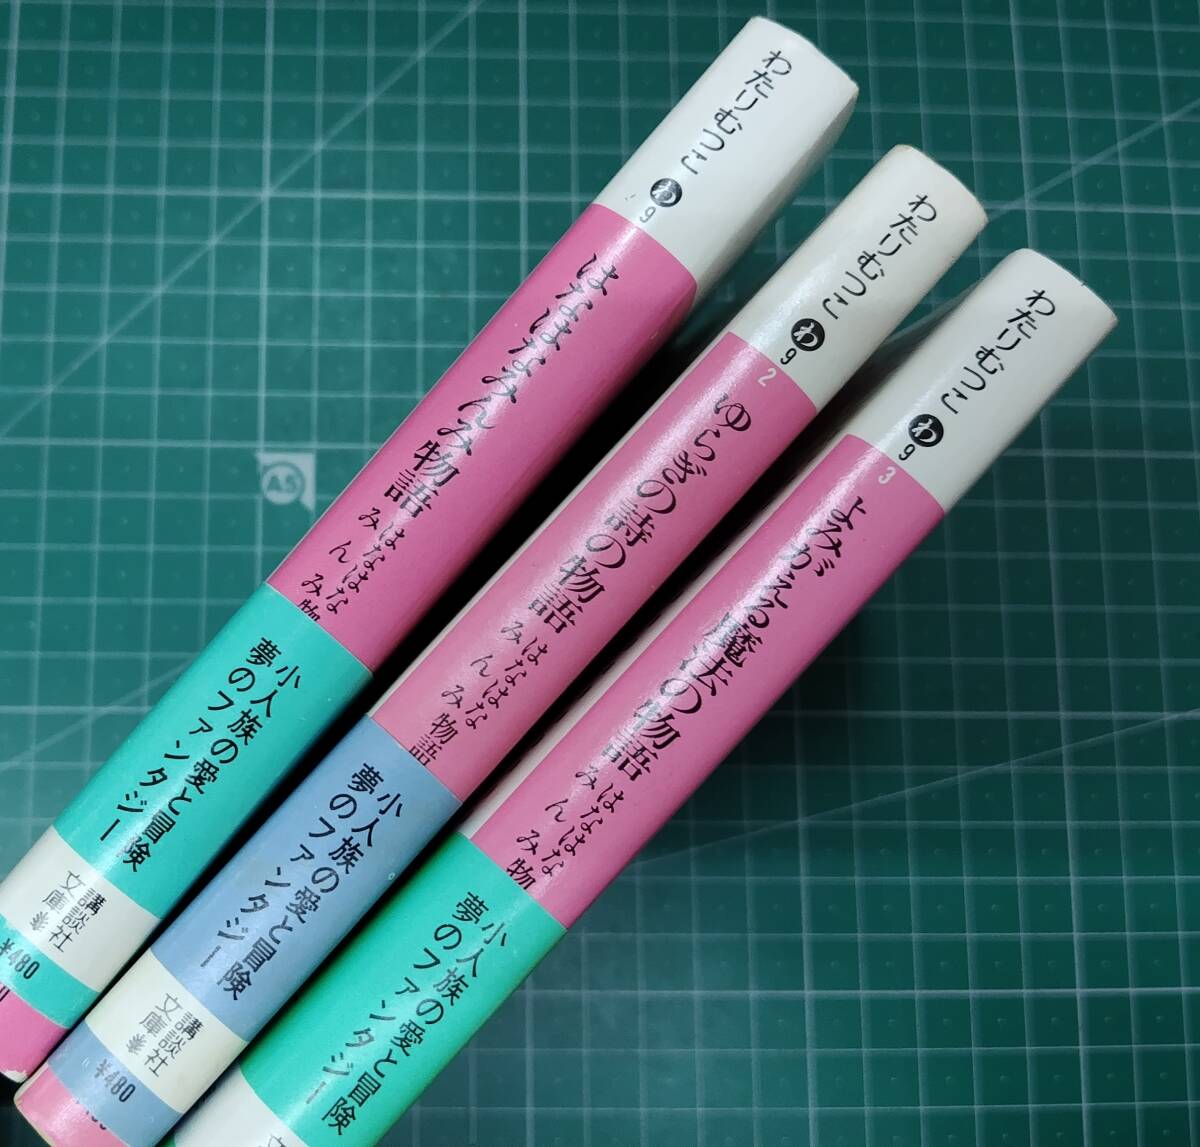 わたりむつこ
わ
9
はなはなみんみ物語
はなはな
みんみ物
小人族の愛と冒険
夢のファンタジー
講談社
文庫
¥480
わたりむつこ
わ
9
2
ゆらぎの詩の物語
はなはな
みんみ物語
小人族の愛と冒険
夢のファンタジー
講談社
文庫
¥480
わたりむつこ
わ
9
3
よみがえる魔法の物語
はなはな
みんみ物
小人族の愛と冒険
夢のファンタジー
A5